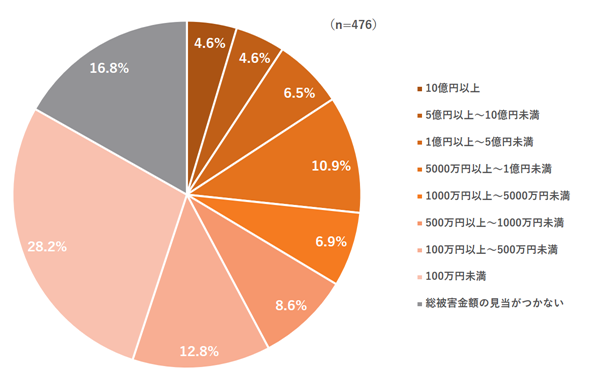 (n=476)
4.6%
4.6%
6.5%
10.9%
6.9%
8.6%
12.8%
28.2%
16.8%
10億円以上
5億円以上～10億円未満
1億円以上～5億円未満
5000万円以上～1億円未満
1000万円以上～5000万円未満
500万円以上～1000万円未満
100万円以上～500万円未満
100万円未満
総被害金額の見当がつかない